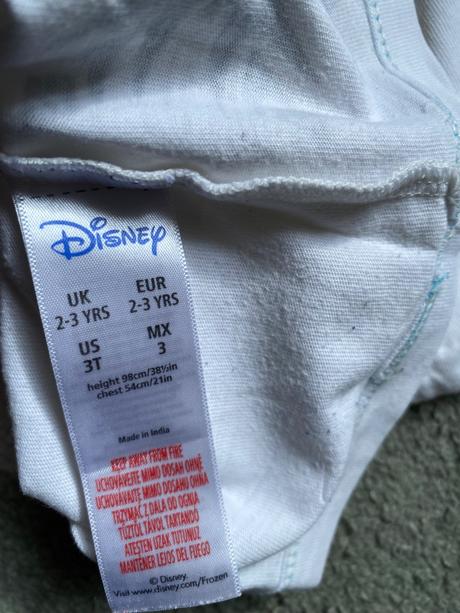 Disney
UK EUR
2-3 YRS 2-3 YRS
US MX
3T 3
height 98cm/38½in
chest 54cm/21in
Made in India
KEEP AWAY FROM FIRE
UCHOVÁVEJTE MIMO DOSAH OHNĚ
UCHOVÁVAJTE MIMO DOSAHU OHŇA
TRZYMAĆ Z DALA OD OGNIA
TŰZTŐL TÁVOL TARTANDÓ
ATEŞTEN UZAK TUTUNUZ
MANTENER LEJOS DEL FUEGO
© Disney.
Visit www.disney.com/Frozen